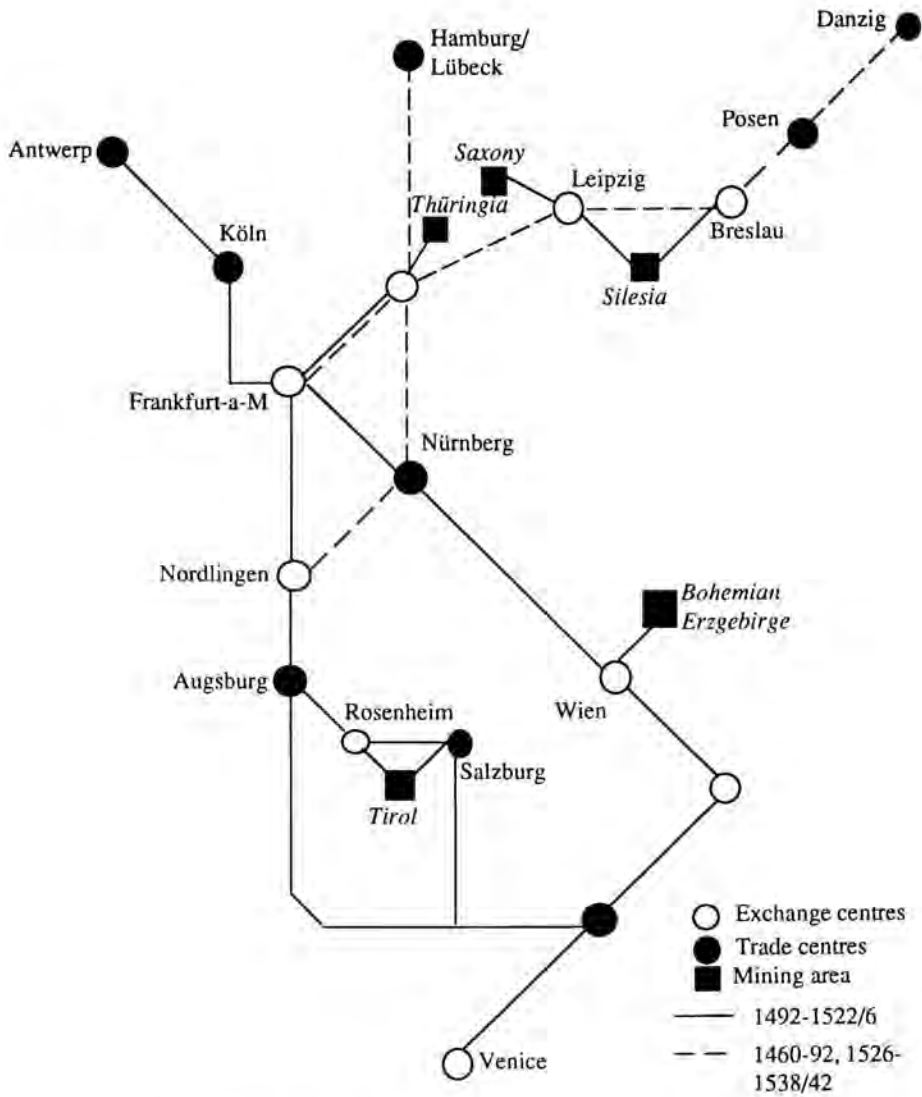 Danzig
Hamburg/
Lübeck
Posen
Antwerp
Saxony
Leipzig
Thüringia
Köln
Breslau
Silesia
Frankfurt-a-M
Nürnberg
Nordlingen
Bohemian
Erzgebirge
Augsburg
Rosenheim
Wien
Salzburg
Tirol
Exchange centres
Trade centres
Mining area
1492-1522/6
1460-92, 1526-
1538/42
Venice